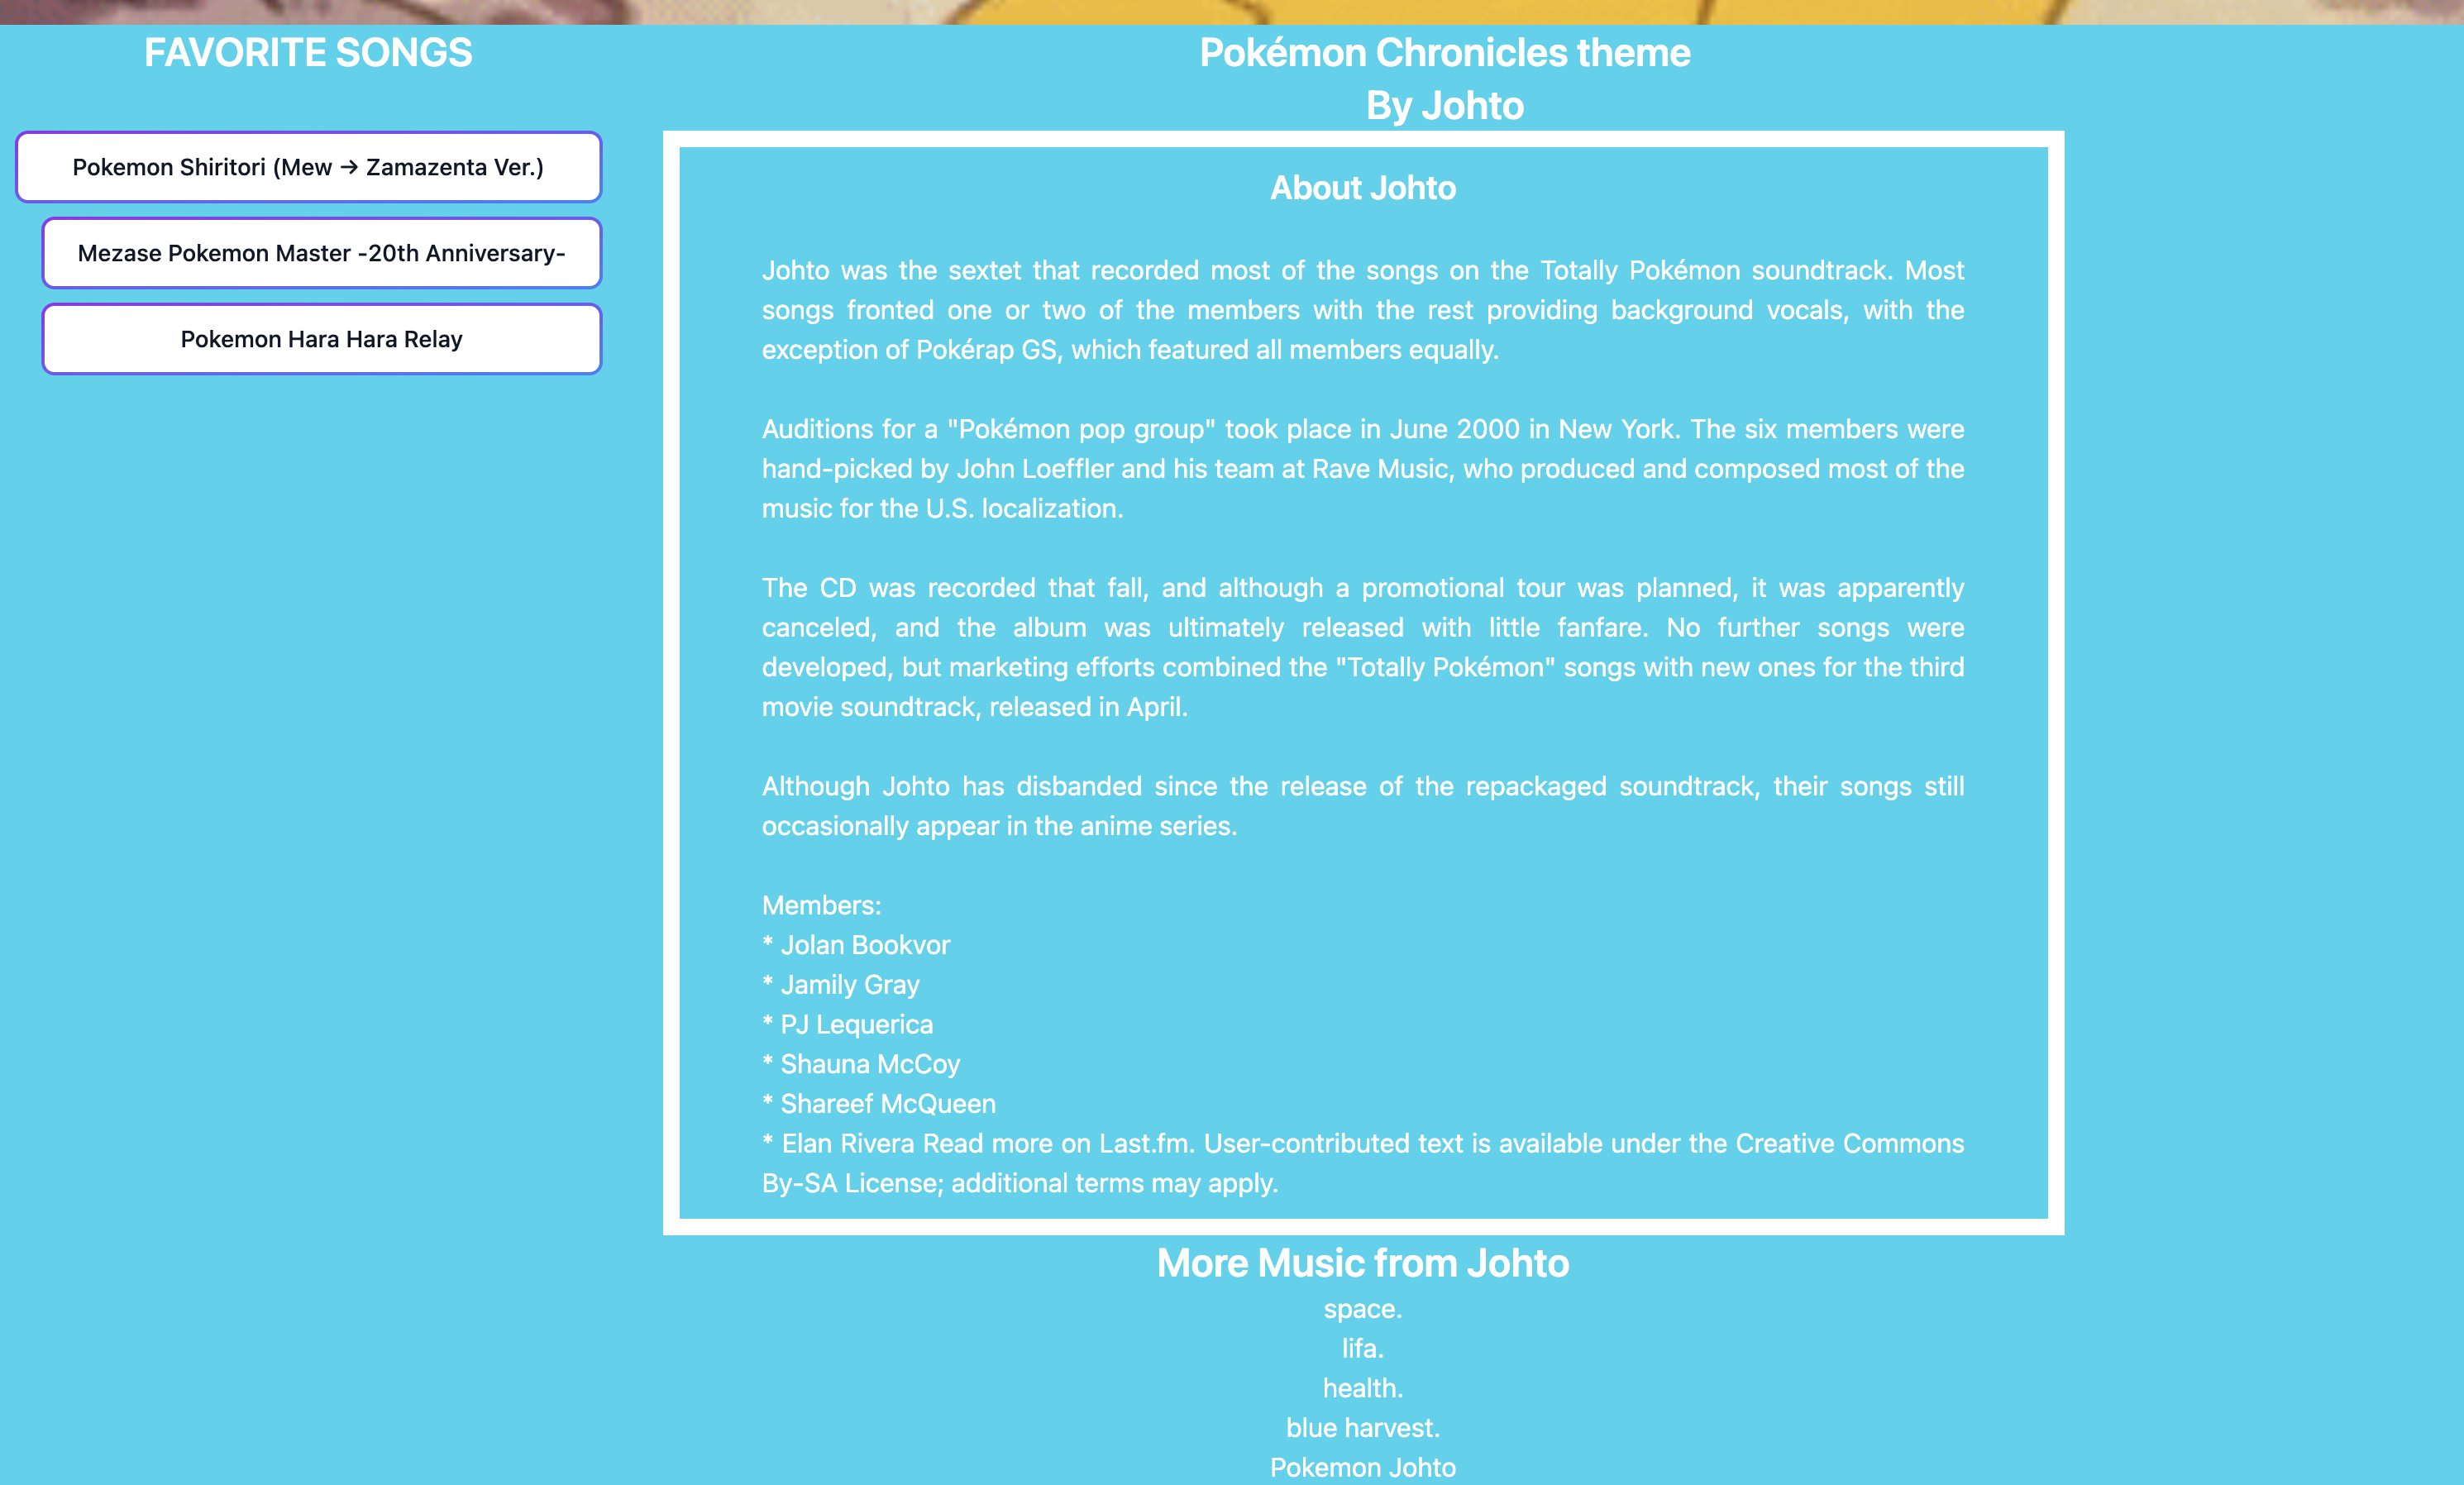 FAVORITE SONGS
Pokemon Shiritori (Mew → Zamazenta Ver.)
Mezase Pokemon Master -20th Anniversary-
Pokemon Hara Hara Relay
Pokémon Chronicles theme
By Johto
About Johto
Johto was the sextet that recorded most of the songs on the Totally Pokémon soundtrack. Most
songs fronted one or two of the members with the rest providing background vocals, with the
exception of Pokérap GS, which featured all members equally.
Auditions for a "Pokémon pop group" took place in June 2000 in New York. The six members were
hand-picked by John Loeffler and his team at Rave Music, who produced and composed most of the
music for the U.S. localization.
The CD was recorded that fall, and although a promotional tour was planned, it was apparently
canceled, and the album was ultimately released with little fanfare. No further songs were
developed, but marketing efforts combined the "Totally Pokémon" songs with new ones for the third
movie soundtrack, released in April.
Although Johto has disbanded since the release of the repackaged soundtrack, their songs still
occasionally appear in the anime series.
Members:
* Jolan Bookvor
* Jamily Gray
* PJ Lequerica
* Shauna McCoy
* Shareef McQueen
* Elan Rivera Read more on Last.fm. User-contributed text is available under the Creative Commons
By-SA License; additional terms may apply.
More Music from Johto
space.
lifa.
health.
blue harvest.
Pokemon Johto